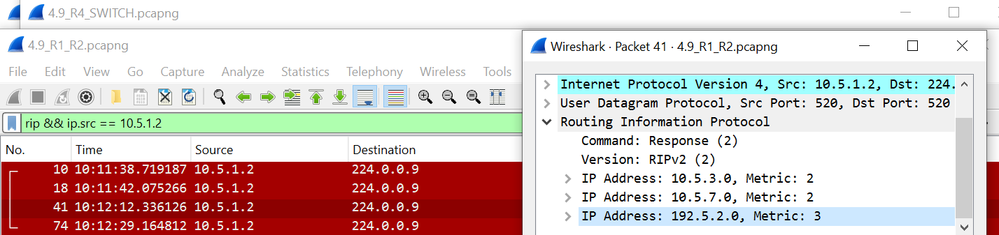 4.9_R4_SWITCH.pcapng
4.9_R1_R2.pcapng
File Edit View Go Capture Analyze Statistics Telephony Wireless Tools
rip && ip.src == 10.5.1.2
No. Time Source Destination
10 10:11:38.719187 10.5.1.2 224.0.0.9
18 10:11:42.075266 10.5.1.2 224.0.0.9
41 10:12:12.336126 10.5.1.2 224.0.0.9
74 10:12:29.164812 10.5.1.2 224.0.0.9
Wireshark · Packet 41 · 4.9_R1_R2.pcapng
Internet Protocol Version 4, Src: 10.5.1.2, Dst: 224.
User Datagram Protocol, Src Port: 520, Dst Port: 520
Routing Information Protocol
Command: Response (2)
Version: RIPv2 (2)
IP Address: 10.5.3.0, Metric: 2
IP Address: 10.5.7.0, Metric: 2
IP Address: 192.5.2.0, Metric: 3